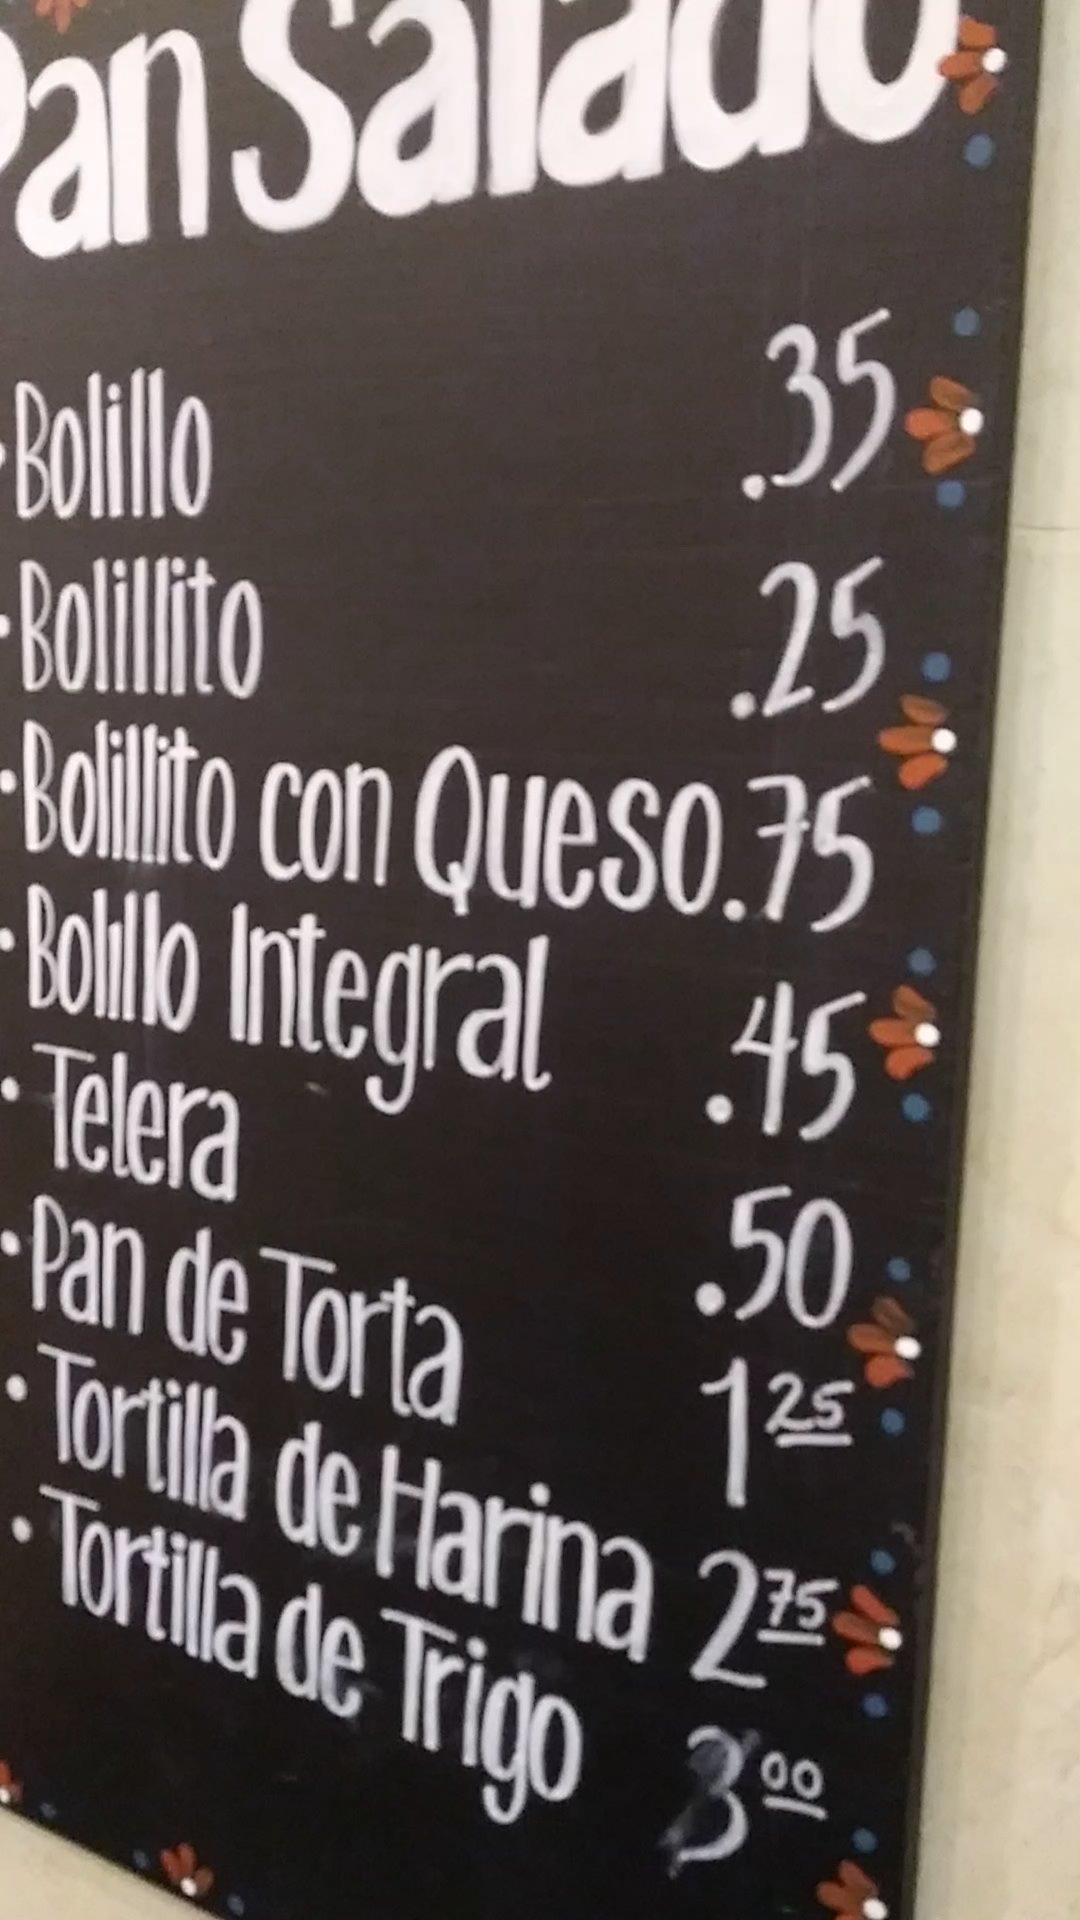 Pan Salado
·Bolillo .35
·Bolillito .25
·Bolillito con Queso .75
·Bolillo Integral .45
·Telera .50
·Pan de Torta 1 25
·Tortilla de Harina 2 75
·Tortilla de Trigo 3 00